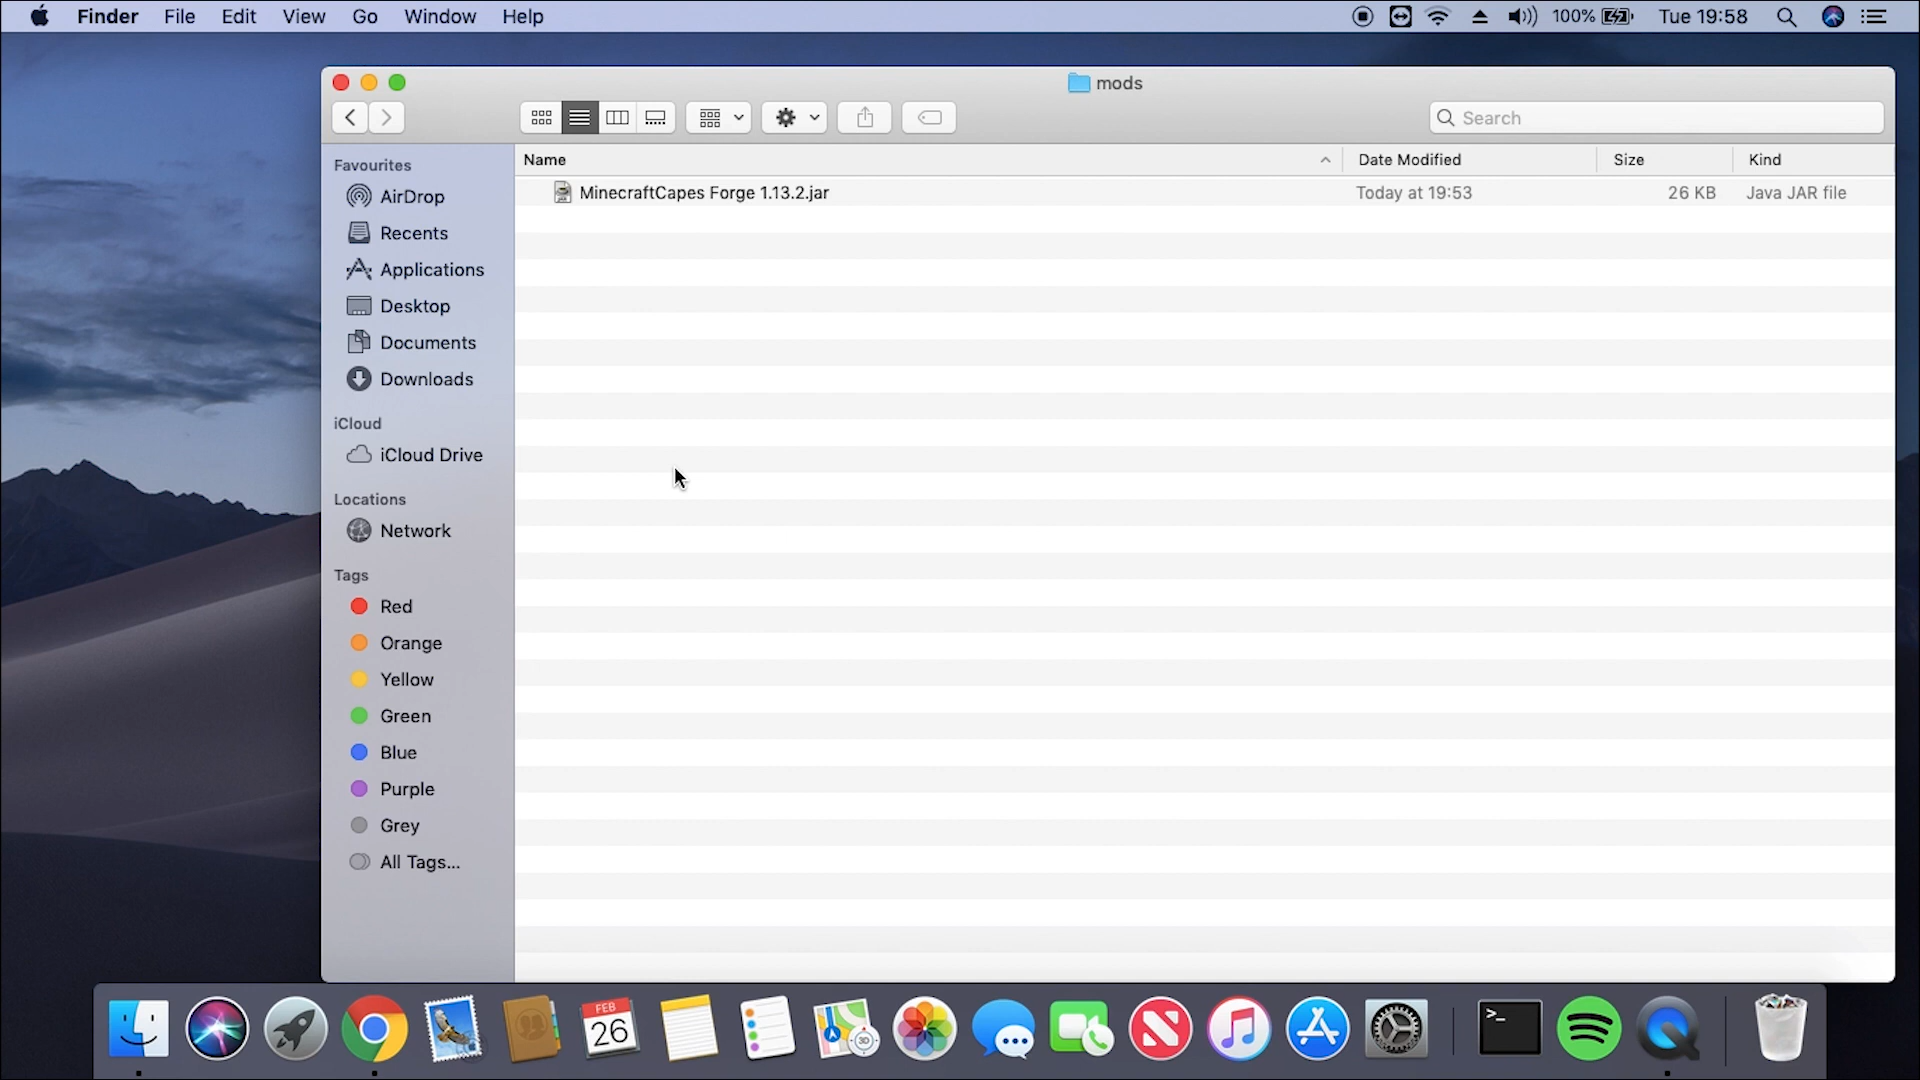 Finder File Edit View Go Window Help 100% Tue 19:58
mods
Search
Favourites
AirDrop
Recents
Applications
Desktop
Documents
Downloads
iCloud
iCloud Drive
Locations
Network
Tags
Red
Orange
Yellow
Green
Blue
Purple
Grey
All Tags...
Name Date Modified Size Kind
MinecraftCapes Forge 1.13.2.jar Today at 19:53 26 KB Java JAR file
FEB
26
3D
>_